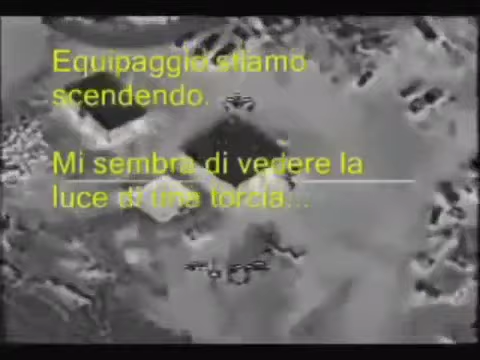 Equipaggio stiamo
scendendo.
Mi sembra di vedere la
luce di una torcia...